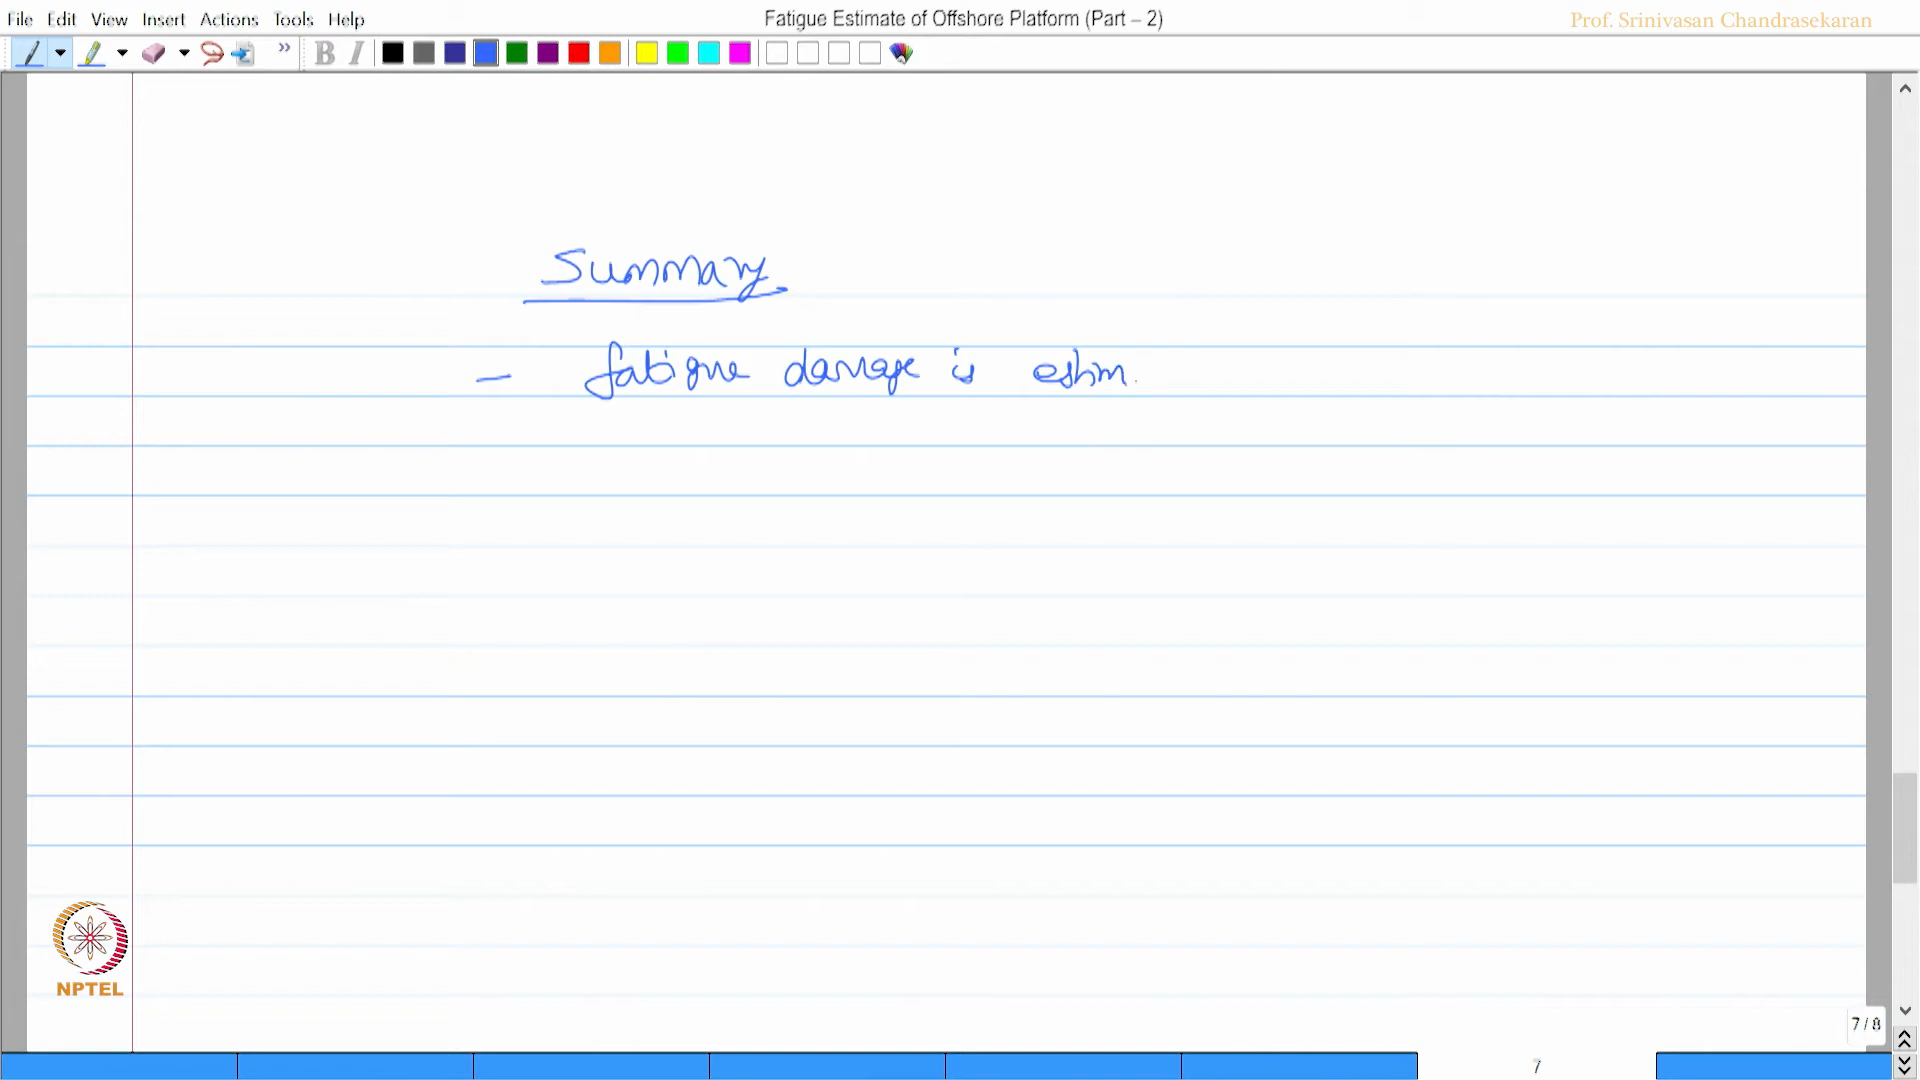 File Edit View Insert Actions Tools Help
Fatigue Estimate of Offshore Platform (Part – 2)
Prof. Srinivasan Chandrasekaran
B I
Summary
- fatigue damage is estim
NPTEL
7 / 8
7